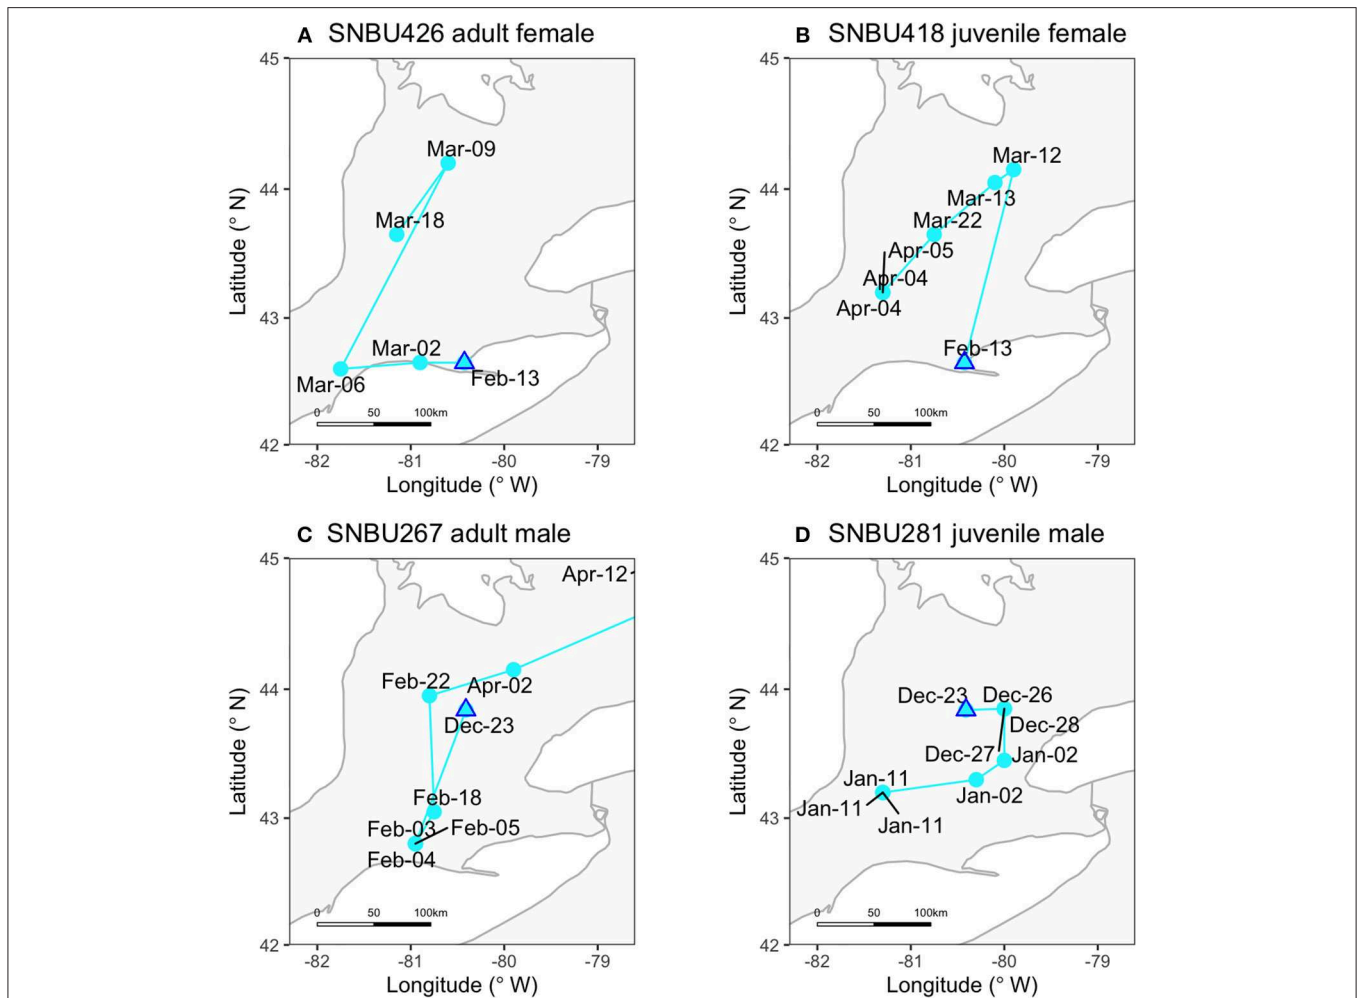 A SNBU426 adult female
45
44
43
42
Latitude (° N)
Mar-09
Mar-18
Mar-02
Mar-06
Feb-13
0 50 100km
-82 -81 -80 -79
Longitude (° W)
B SNBU418 juvenile female
45
44
43
42
Latitude (° N)
Mar-12
Mar-13
Mar-22
Apr-05
Apr-04
Apr-04
Feb-13
0 50 100km
-82 -81 -80 -79
Longitude (° W)
C SNBU267 adult male
45
44
43
42
Latitude (° N)
Apr-12
Feb-22
Apr-02
Dec-23
Feb-18
Feb-03 Feb-05
Feb-04
0 50 100km
-82 -81 -80 -79
Longitude (° W)
D SNBU281 juvenile male
45
44
43
42
Latitude (° N)
Dec-23 Dec-26
Dec-28
Dec-27 Jan-02
Jan-11
Jan-02
Jan-11
Jan-11
0 50 100km
-82 -81 -80 -79
Longitude (° W)